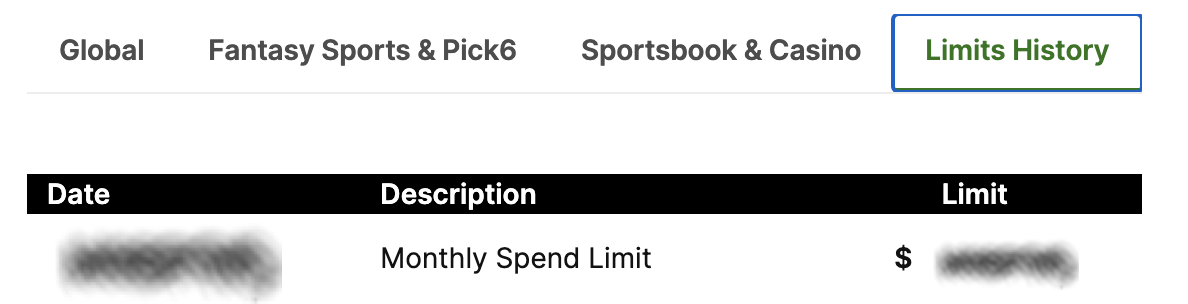 Global Fantasy Sports & Pick6 Sportsbook & Casino Limits History
Date Description Limit
Monthly Spend Limit $